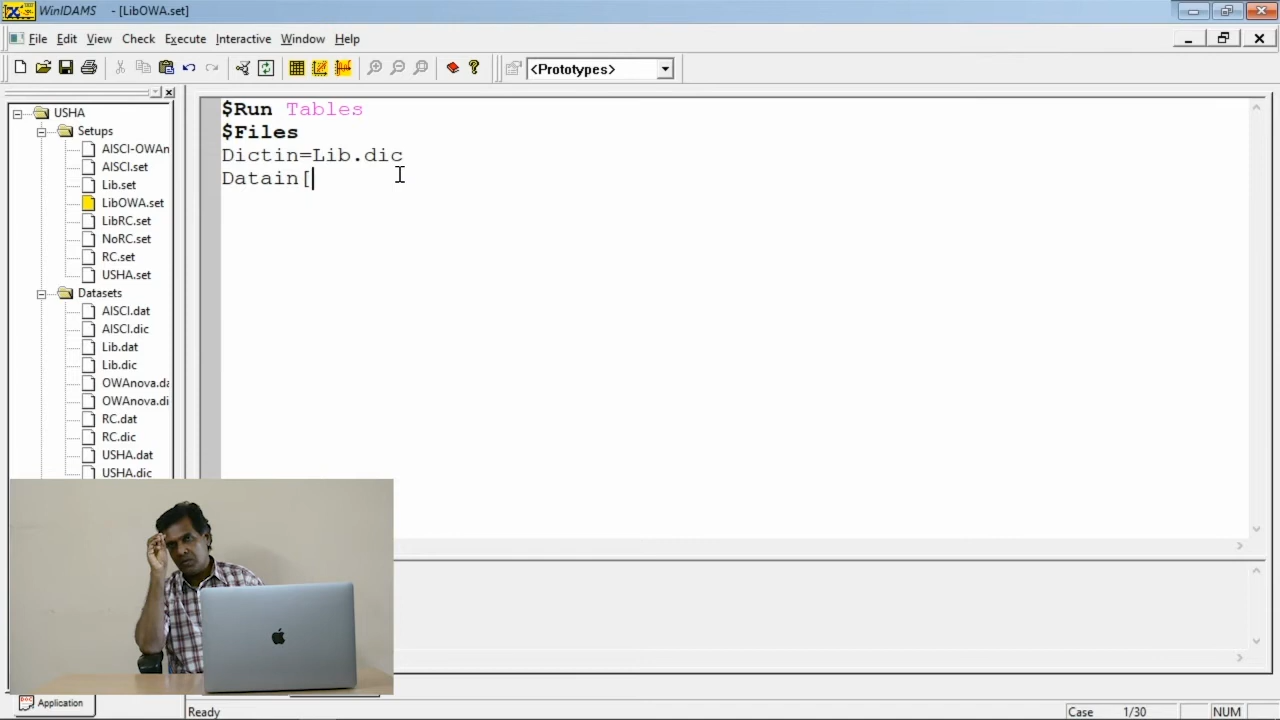 WinIDAMS - [LibOWA.set]
File Edit View Check Execute Interactive Window Help
<Prototypes>
USHA
Setups
AISCI-OWAn
AISCI.set
Lib.set
LibOWA.set
LibRC.set
NoRC.set
RC.set
USHA.set
Datasets
AISCI.dat
AISCI.dic
Lib.dat
Lib.dic
OWAnova.da
OWAnova.di
RC.dat
RC.dic
USHA.dat
USHA.dic
$Run Tables
$Files
Dictin=Lib.dic
Datain[
Application
Ready
Case 1/30 NUM